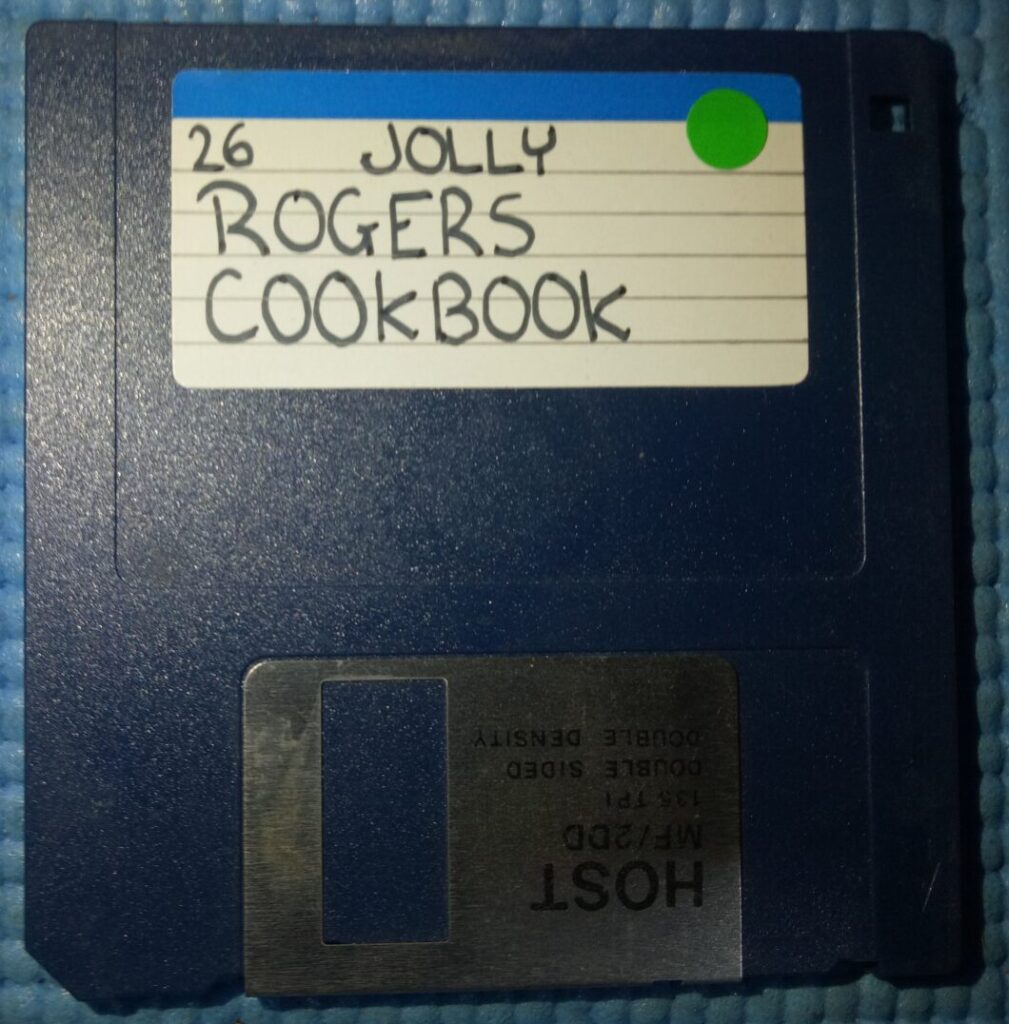 26 JOLLY
ROGERS
COOKBOOK
HOST
MF/2DD
135 TPI
DOUBLE SIDED
DOUBLE DENSITY